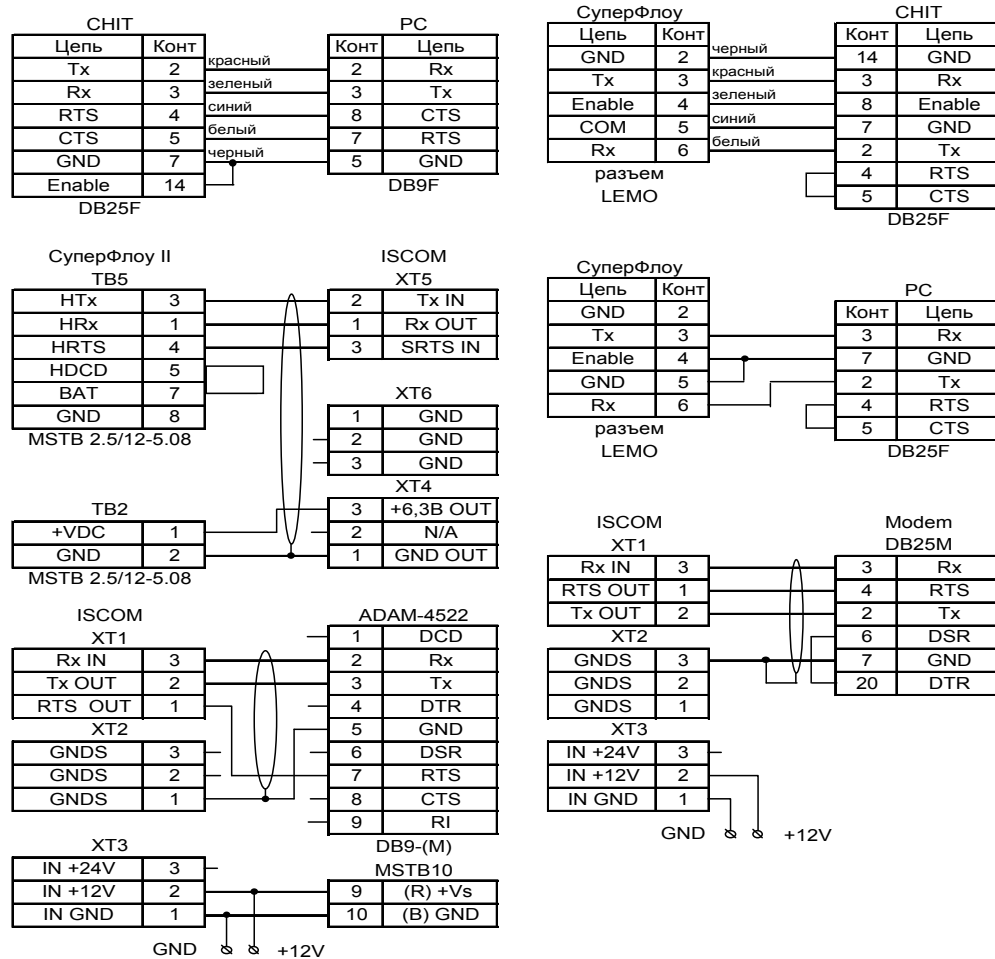 CHIT PC
Цепь Конт Конт Цепь
Tx 2 красный 2 Rx
Rx 3 зеленый 3 Tx
RTS 4 синий 8 CTS
CTS 5 белый 7 RTS
GND 7 черный 5 GND
Enable 14 DB9F
DB25F
СуперФлоу II ISCOM
TB5 XT5
HTx 3 2 Tx IN
HRx 1 1 Rx OUT
HRTS 4 3 SRTS IN
HDCD 5
BAT 7 XT6
GND 8 1 GND
MSTB 2.5/12-5.08 2 GND
3 GND
XT4
TB2 3 +6,3В OUT
+VDC 1 2 N/A
GND 2 1 GND OUT
MSTB 2.5/12-5.08
ISCOM ADAM-4522
XT1 1 DCD
Rx IN 3 2 Rx
Tx OUT 2 3 Tx
RTS OUT 1 4 DTR
XT2 5 GND
GNDS 3 6 DSR
GNDS 2 7 RTS
GNDS 1 8 CTS
9 RI
XT3 DB9-(M)
IN +24V 3 MSTB10
IN +12V 2 9 (R) +Vs
IN GND 1 10 (B) GND
GND +12V
СуперФлоу CHIT
Цепь Конт Конт Цепь
GND 2 черный 14 GND
Tx 3 красный 3 Rx
Enable 4 зеленый 8 Enable
COM 5 синий 7 GND
Rx 6 белый 2 Tx
разъем 4 RTS
LEMO 5 CTS
DB25F
СуперФлоу
Цепь Конт PC
GND 2 Конт Цепь
Tx 3 3 Rx
Enable 4 7 GND
GND 5 2 Tx
Rx 6 4 RTS
разъем 5 CTS
LEMO DB25F
ISCOM Modem
XT1 DB25M
Rx IN 3 3 Rx
RTS OUT 1 4 RTS
Tx OUT 2 2 Tx
XT2 6 DSR
GNDS 3 7 GND
GNDS 2 20 DTR
GNDS 1
XT3
IN +24V 3
IN +12V 2
IN GND 1
GND +12V